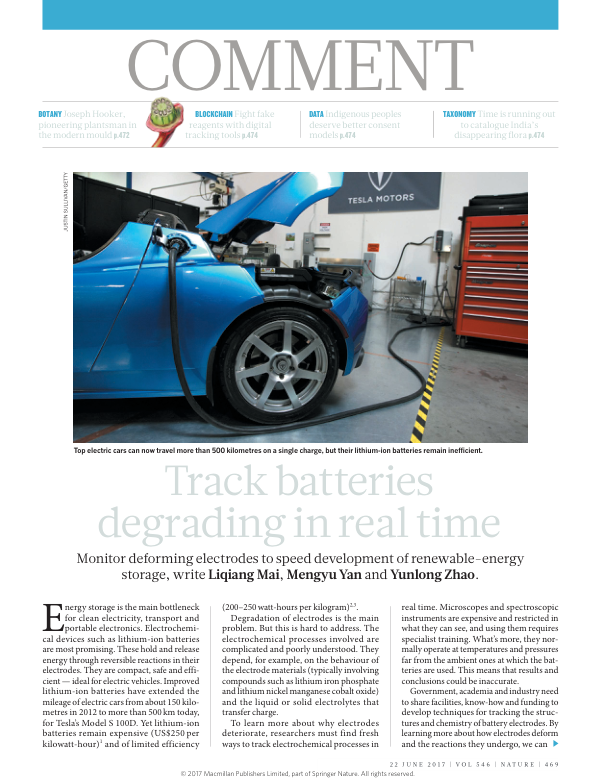 COMMENT
BOTANY Joseph Hooker,
pioneering plantsman in
the modern mould p.472
BLOCKCHAIN Fight fake
reagents with digital
tracking tools p.474
DATA Indigenous peoples
deserve better consent
models p.474
TAXONOMY Time is running out
to catalogue India's
disappearing flora p.474
JUSTIN SULLIVAN/GETTY
TESLA MOTORS
Top electric cars can now travel more than 500 kilometres on a single charge, but their lithium-ion batteries remain inefficient.
Track batteries
degrading in real time
Monitor deforming electrodes to speed development of renewable-energy
storage, write Liqiang Mai, Mengyu Yan and Yunlong Zhao.
Energy storage is the main bottleneck
for clean electricity, transport and
portable electronics. Electrochemi-
cal devices such as lithium-ion batteries
are most promising. These hold and release
energy through reversible reactions in their
electrodes. They are compact, safe and effi-
cient — ideal for electric vehicles. Improved
lithium-ion batteries have extended the
mileage of electric cars from about 150 kilo-
metres in 2012 to more than 500 km today,
for Tesla's Model S 100D. Yet lithium-ion
batteries remain expensive (US$250 per
kilowatt-hour)1 and of limited efficiency
(200–250 watt-hours per kilogram)2,3.
Degradation of electrodes is the main
problem. But this is hard to address. The
electrochemical processes involved are
complicated and poorly understood. They
depend, for example, on the behaviour of
the electrode materials (typically involving
compounds such as lithium iron phosphate
and lithium nickel manganese cobalt oxide)
and the liquid or solid electrolytes that
transfer charge.
To learn more about why electrodes
deteriorate, researchers must find fresh
ways to track electrochemical processes in
real time. Microscopes and spectroscopic
instruments are expensive and restricted in
what they can see, and using them requires
specialist training. What's more, they nor-
mally operate at temperatures and pressures
far from the ambient ones at which the bat-
teries are used. This means that results and
conclusions could be inaccurate.
Government, academia and industry need
to share facilities, know-how and funding to
develop techniques for tracking the struc-
tures and chemistry of battery electrodes. By
learning more about how electrodes deform
and the reactions they undergo, we can
22 JUNE 2017 | VOL 546 | NATURE | 469
© 2017 Macmillan Publishers Limited, part of Springer Nature. All rights reserved.